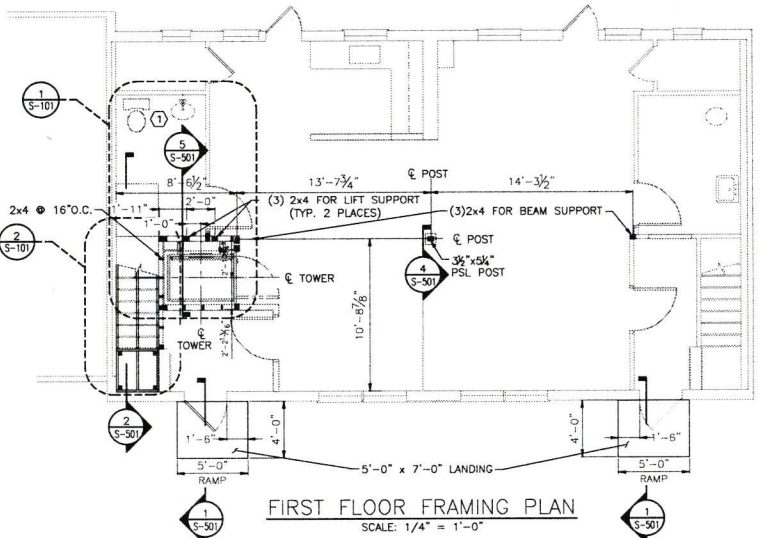 1
S-101
1
5
S-501
8'-6½"
13'-7¾"
℄ POST
14'-3½"
2x4 @ 16"O.C.
1'-11"
2'-0"
1'-0"
(3) 2x4 FOR LIFT SUPPORT
(TYP. 2 PLACES)
(3)2x4 FOR BEAM SUPPORT
2
S-101
℄ POST
3½"x5¼"
PSL POST
4
S-501
℄ TOWER
℄
TOWER
10'-8⅞"
2
S-501
1'-6"
4'-0"
5'-0"
RAMP
5'-0" x 7'-0" LANDING
4'-0"
1'-6"
5'-0"
RAMP
1
S-501
FIRST FLOOR FRAMING PLAN
SCALE: 1/4" = 1'-0"
1
S-501